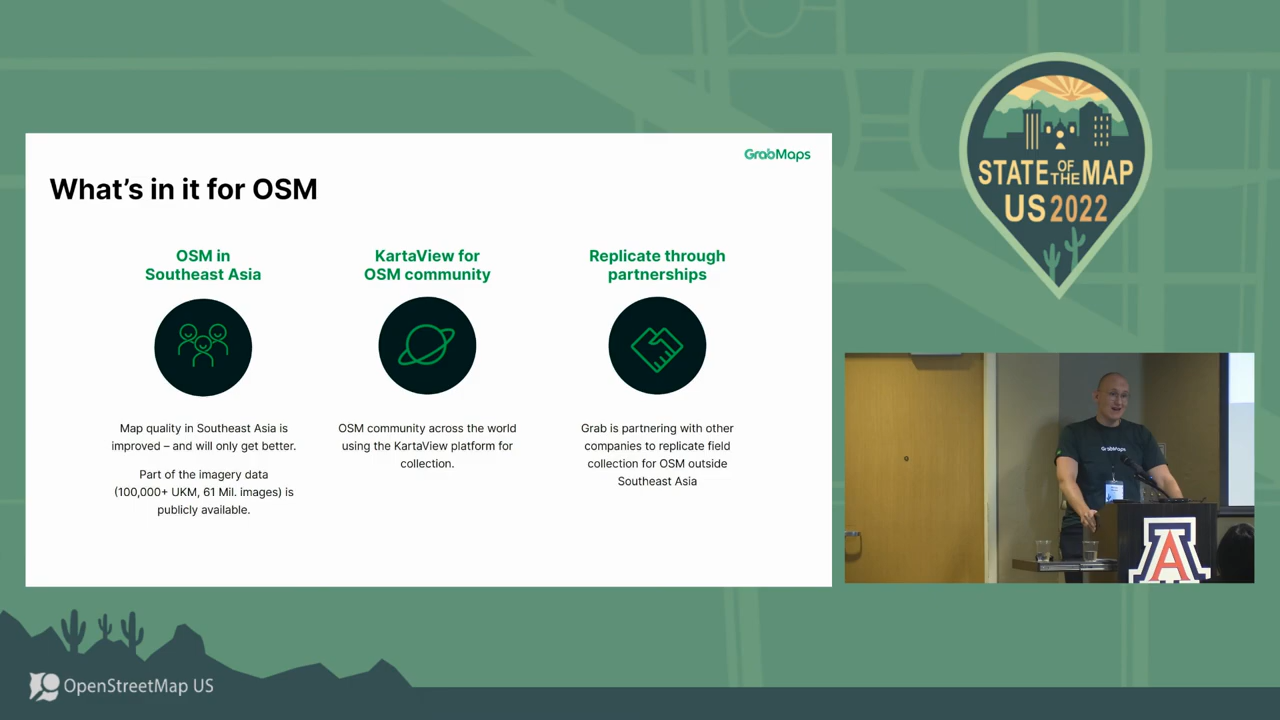 GrabMaps
What's in it for OSM
OSM in
Southeast Asia
Map quality in Southeast Asia is
improved – and will only get better.
Part of the imagery data
(100,000+ UKM, 61 Mil. images) is
publicly available.
KartaView for
OSM community
OSM community across the world
using the KartaView platform for
collection.
Replicate through
partnerships
Grab is partnering with other
companies to replicate field
collection for OSM outside
Southeast Asia
STATE OF THE MAP
US 2022
GrabMaps
A
OpenStreetMap US